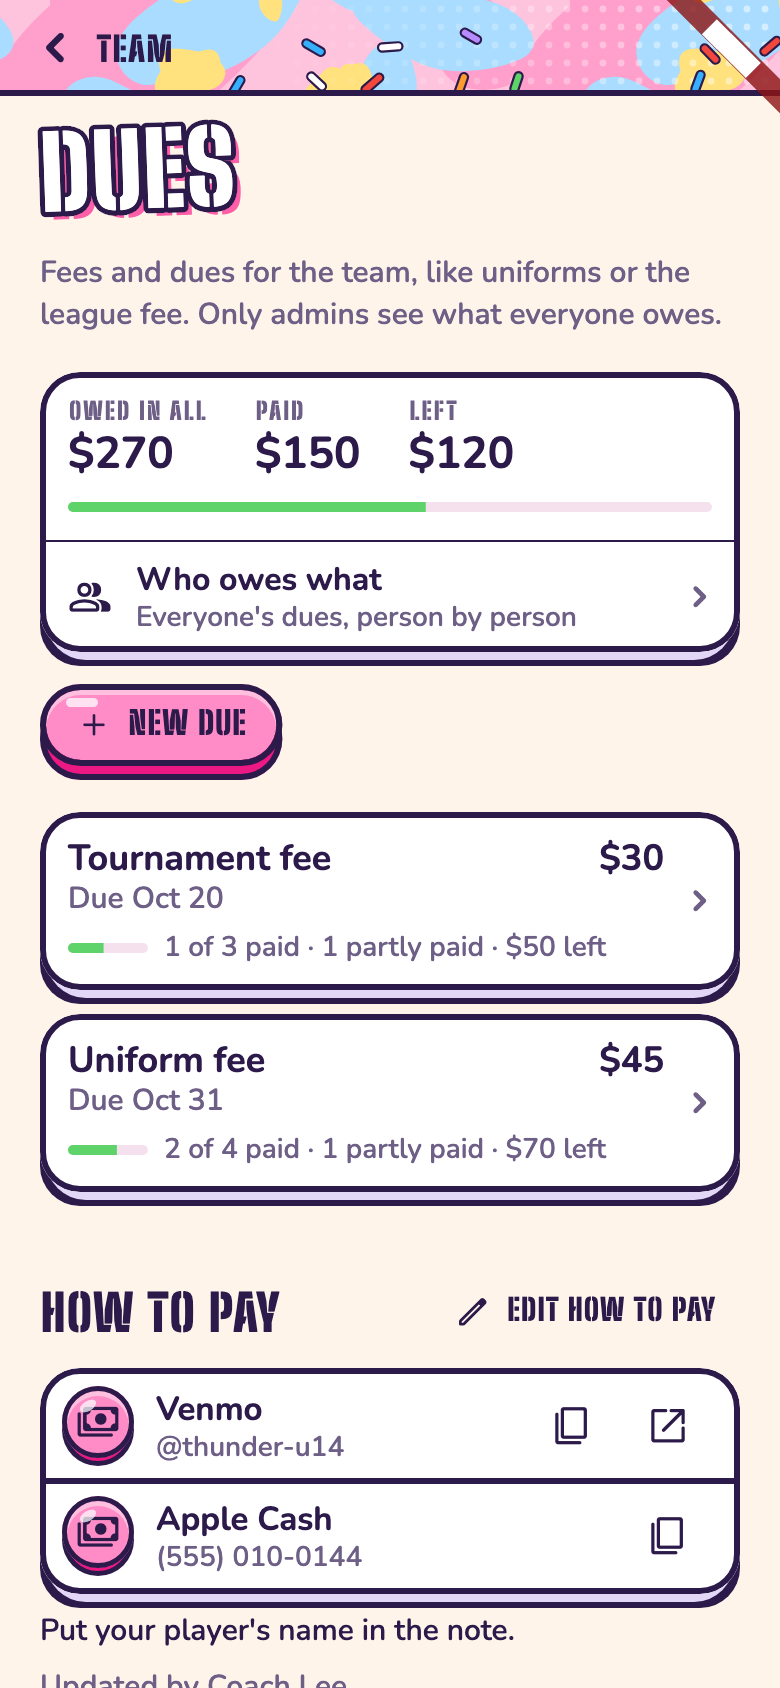 TEAM
DUES
Fees and dues for the team, like uniforms or the
league fee. Only admins see what everyone owes.
OWED IN ALL PAID LEFT
$270 $150 $120
Who owes what
Everyone's dues, person by person
NEW DUE
Tournament fee $30
Due Oct 20
1 of 3 paid · 1 partly paid · $50 left
Uniform fee $45
Due Oct 31
2 of 4 paid · 1 partly paid · $70 left
HOW TO PAY EDIT HOW TO PAY
Venmo
@thunder-u14
Apple Cash
(555) 010-0144
Put your player's name in the note.
Updated by Coach Lee